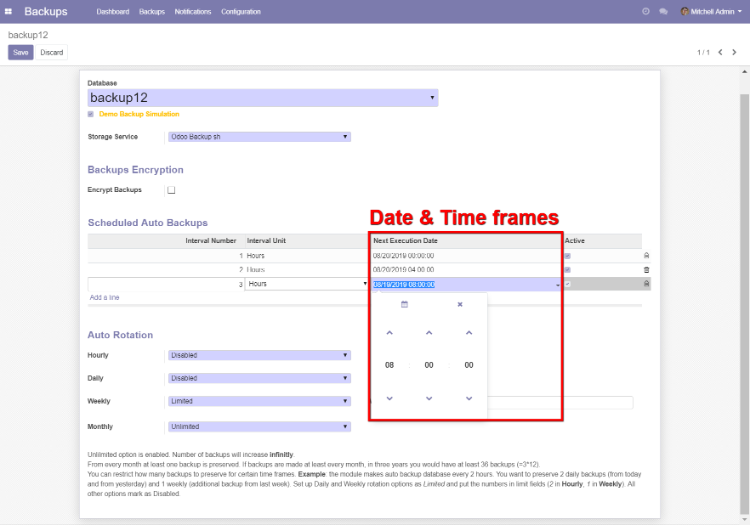 Backups Dashboard Backups Notifications Configuration Mitchell Admin
backup12
Save Discard 1 / 1
Database
backup12
Demo Backup Simulation
Storage Service Odoo Backup sh
Backups Encryption
Encrypt Backups
Date & Time frames
Scheduled Auto Backups
Interval Number Interval Unit Next Execution Date Active
1 Hours 08/20/2019 00:00:00
2 Hours 08/20/2019 04:00:00
3 Hours 08/19/2019 08:00:00
Add a line
Auto Rotation
Hourly Disabled
08 : 00 : 00
Daily Disabled
Weekly Limited
Monthly Unlimited
Unlimited option is enabled. Number of backups will increase infinitly.
From every month at least one backup is preserved. If backups are made at least every month, in three years you would have at least 36 backups (=3*12).
You can restrict how many backups to preserve for certain time frames. Example: the module makes auto backup database every 2 hours. You want to preserve 2 daily backups (from today
and from yesterday) and 1 weekly (additional backup from last week). Set up Daily and Weekly rotation options as Limited and put the numbers in limit fields (2 in Hourly, 1 in Weekly). All
other options mark as Disabled.